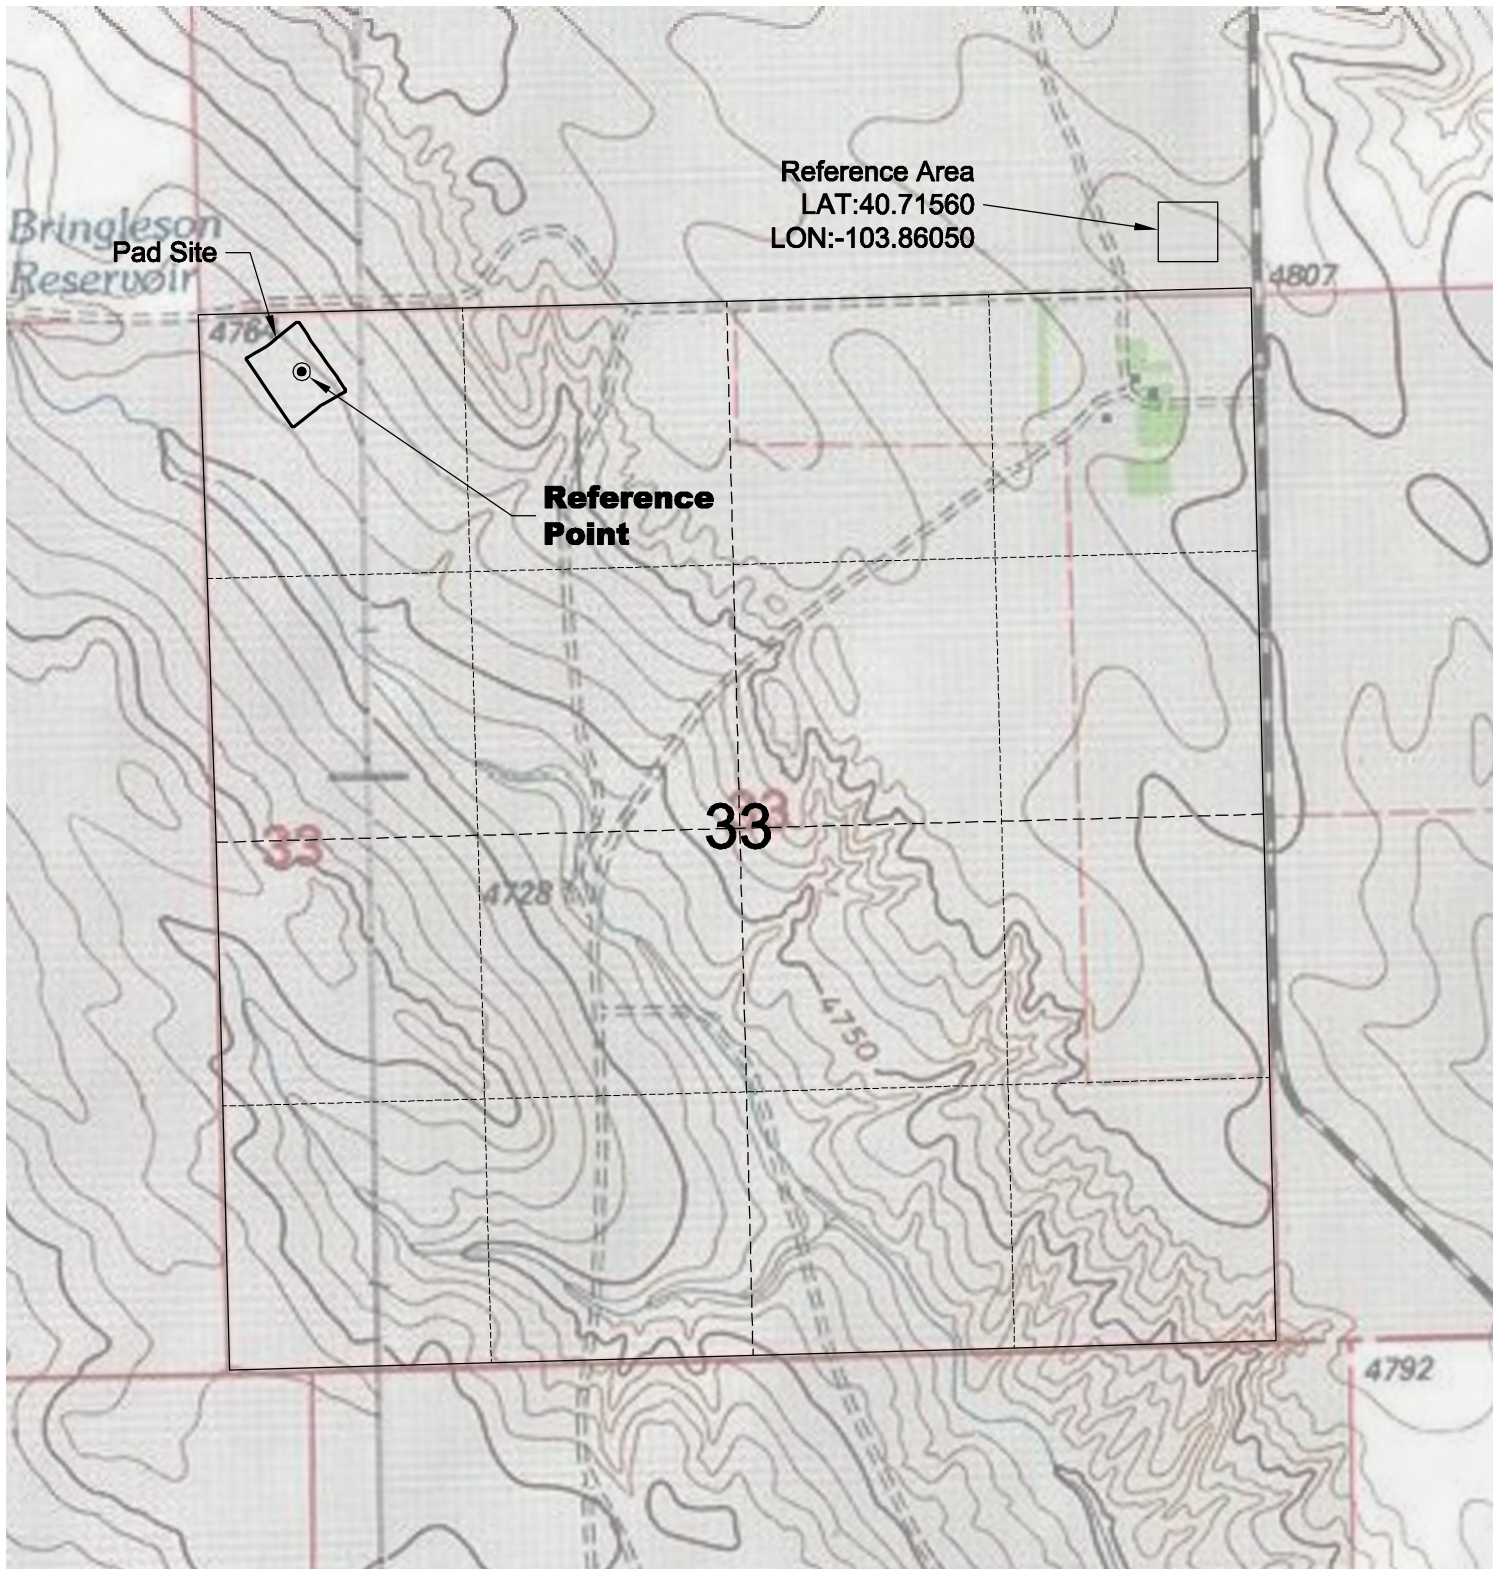 Reference Area
LAT:40.71560
LON:-103.86050
Bringleson
Reservoir
Pad Site
4807
4764
Reference
Point
33
33
33
4728
4750
4792